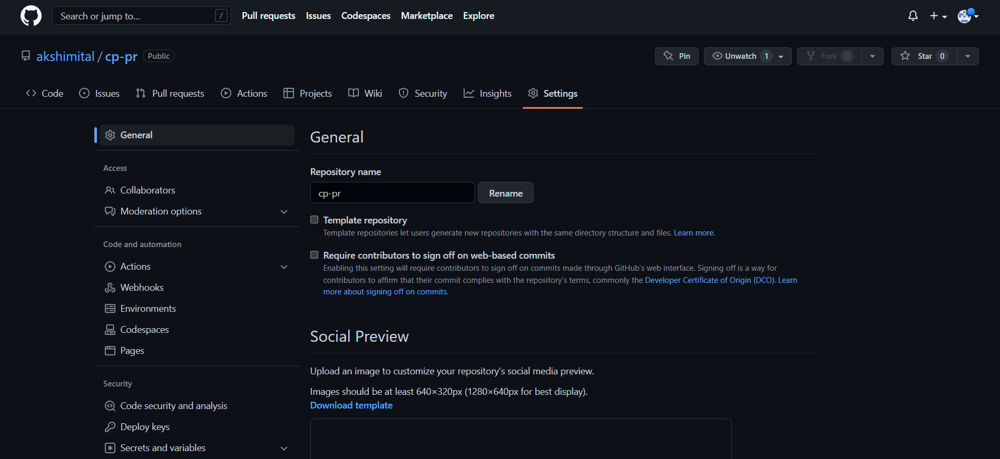 Search or jump to... /
Pull requests Issues Codespaces Marketplace Explore
akshimital / cp-pr Public
Pin Unwatch 1 Fork 0 Star 0
Code Issues Pull requests Actions Projects Wiki Security Insights Settings
General
Access
Collaborators
Moderation options
Code and automation
Actions
Webhooks
Environments
Codespaces
Pages
Security
Code security and analysis
Deploy keys
Secrets and variables
General
Repository name
cp-pr Rename
Template repository
Template repositories let users generate new repositories with the same directory structure and files. Learn more.
Require contributors to sign off on web-based commits
Enabling this setting will require contributors to sign off on commits made through GitHub's web interface. Signing off is a way for
contributors to affirm that their commit complies with the repository's terms, commonly the Developer Certificate of Origin (DCO). Learn
more about signing off on commits.
Social Preview
Upload an image to customize your repository's social media preview.
Images should be at least 640×320px (1280×640px for best display).
Download template